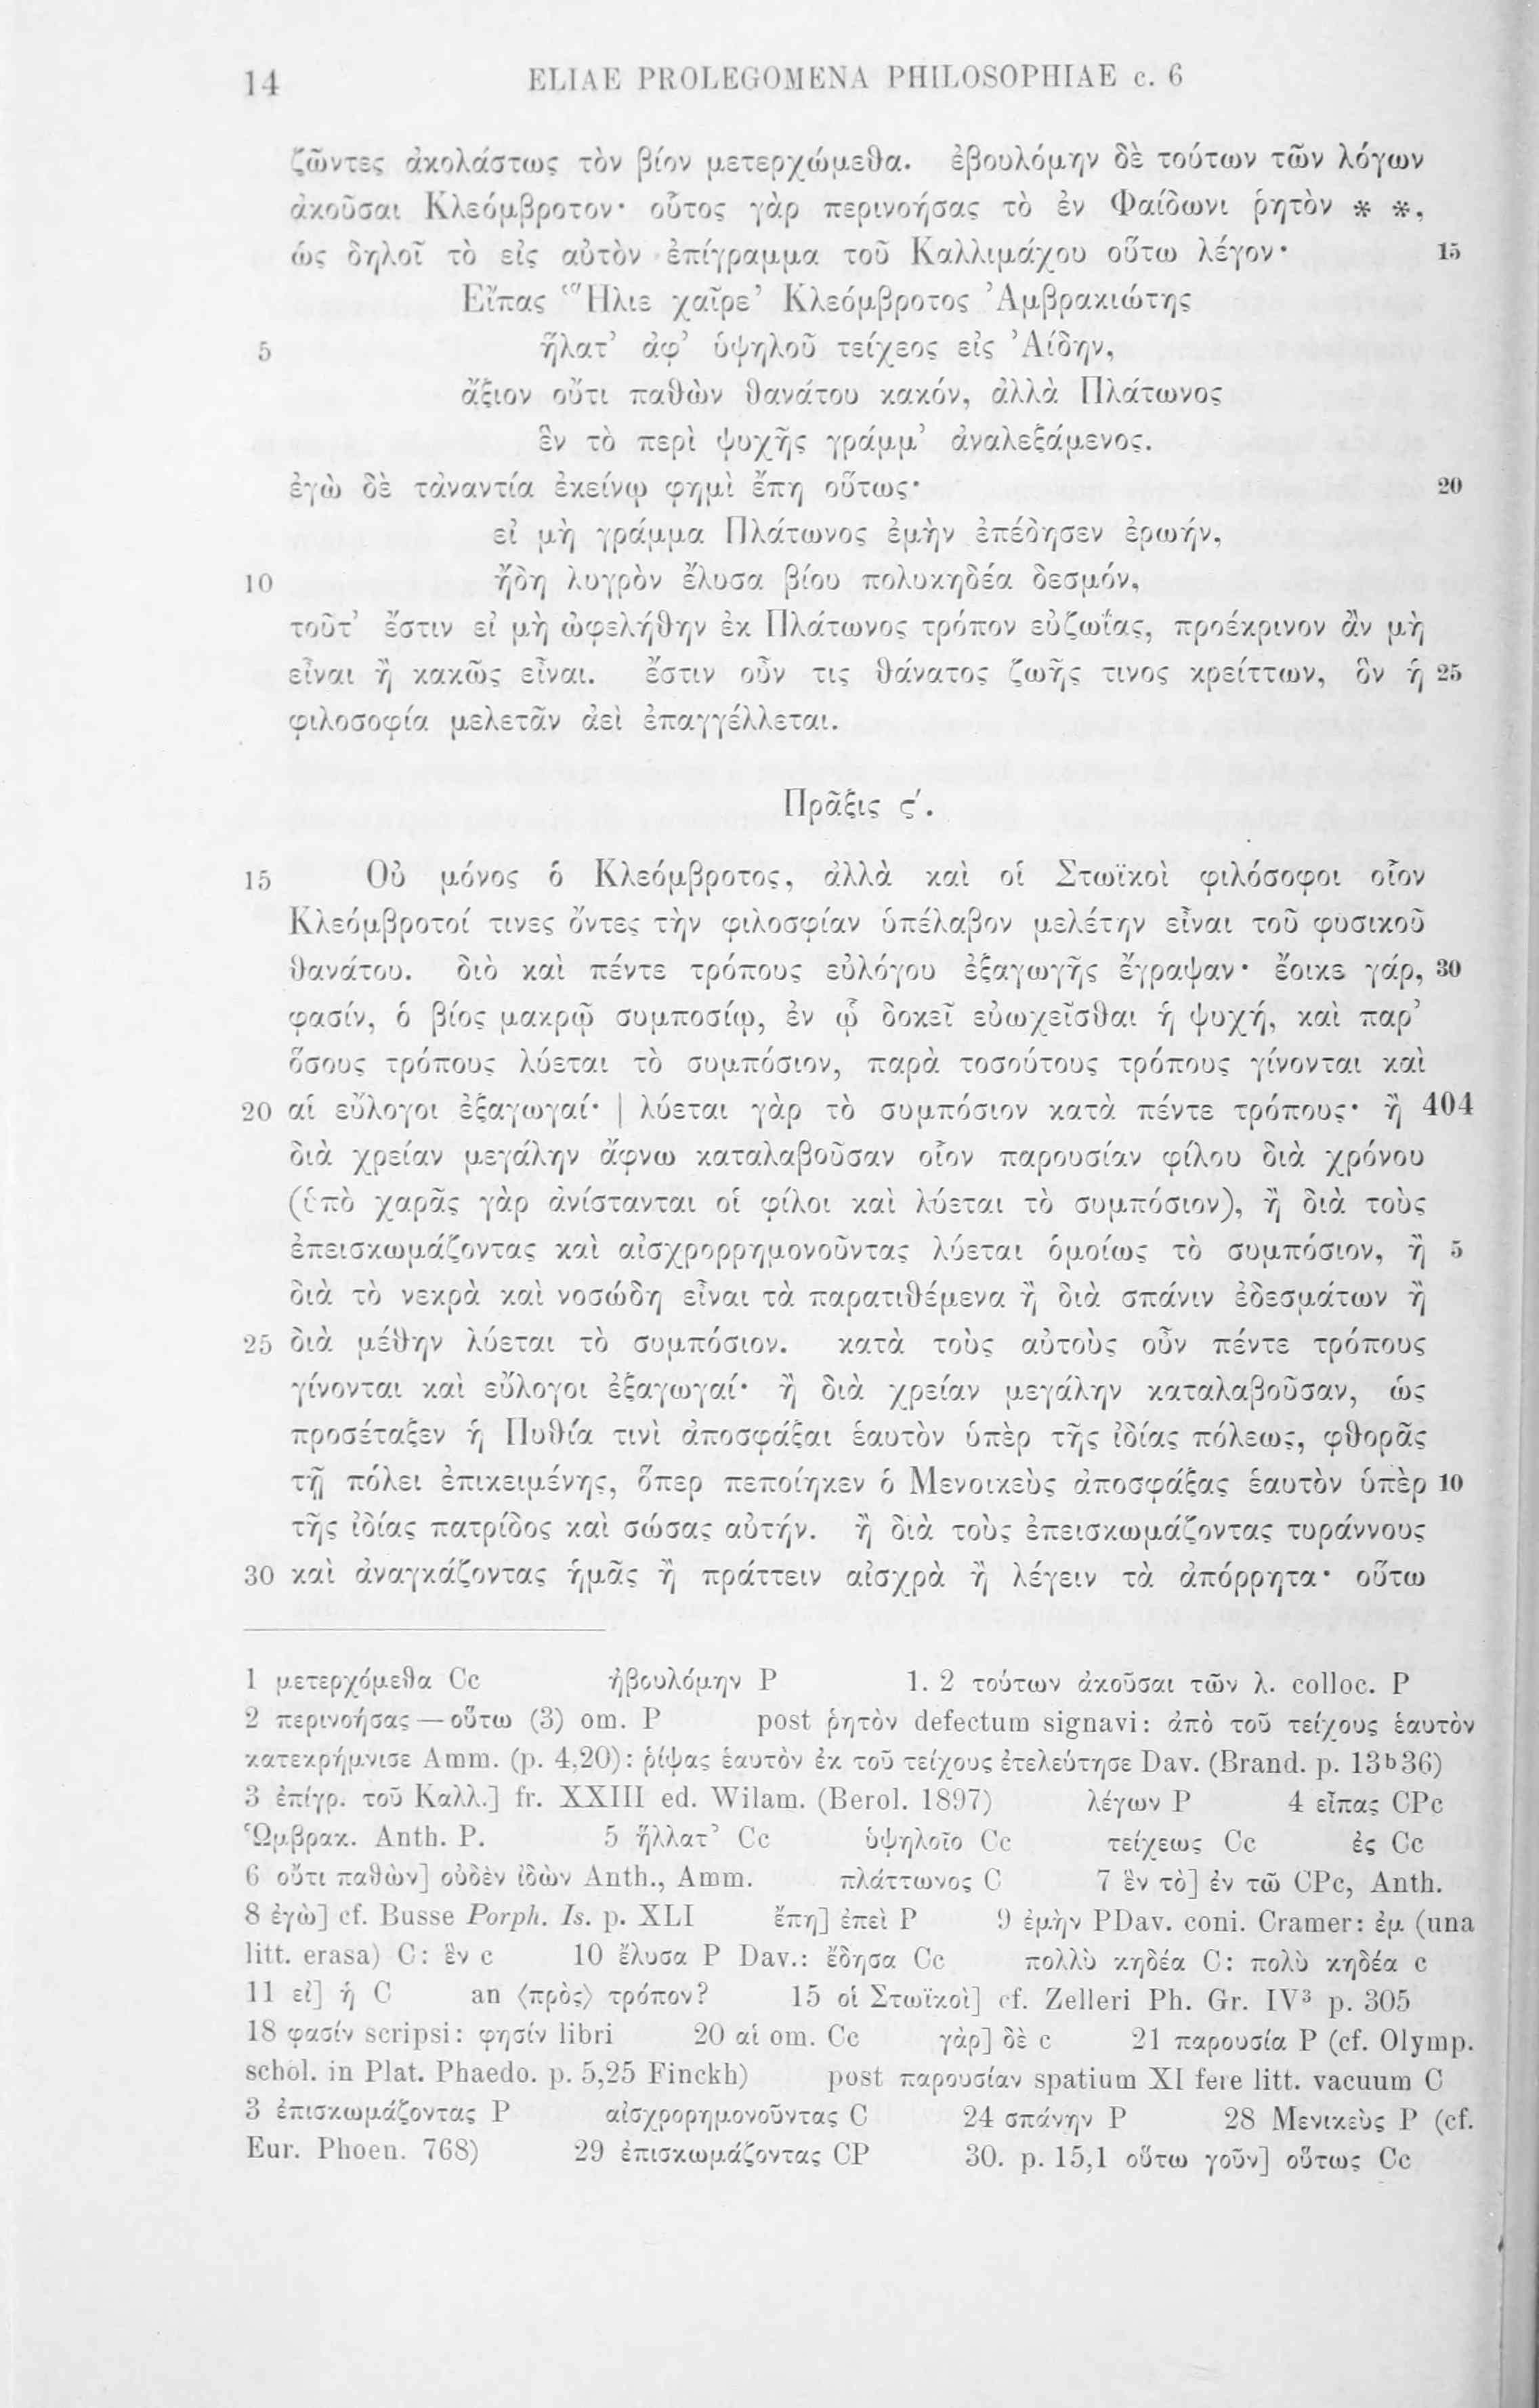 14 ELIAE PROLEGOMENA PHILOSOPHIAE c. 6
ζῶντες ἀκολάστως τὸν βίον μετερχώμεθα. ἐβουλόμην δὲ τούτων τῶν λόγων
ἀκοῦσαι Κλεόμβροτον· οὗτος γὰρ περινοήσας τὸ ἐν Φαίδωνι ῥητὸν * *,
ὡς δηλοῖ τὸ εἰς αὐτὸν ἐπίγραμμα τοῦ Καλλιμάχου οὕτω λέγον· 15
Εἴπας ‘Ἥλιε χαῖρε’ Κλεόμβροτος Ἀμβρακιώτης
5 ἥλατ’ ἀφ’ ὑψηλοῦ τείχεος εἰς Ἀίδην,
ἄξιον οὔτι παθὼν θανάτου κακόν, ἀλλὰ Πλάτωνος
ἓν τὸ περὶ ψυχῆς γράμμ’ ἀναλεξάμενος.
ἐγὼ δὲ τἀναντία ἐκείνῳ φημὶ ἔπη οὕτως· 20
εἰ μὴ γράμμα Πλάτωνος ἐμὴν ἐπέδησεν ἐρωήν,
10 ἤδη λυγρὸν ἔλυσα βίου πολυκηδέα δεσμόν,
τοῦτ’ ἔστιν εἰ μὴ ὠφελήθην ἐκ Πλάτωνος τρόπον εὐζωΐας, προέκρινον ἂν μὴ
εἶναι ἢ κακῶς εἶναι. ἔστιν οὖν τις θάνατος ζωῆς τινος κρείττων, ὃν ἡ 25
φιλοσοφία μελετᾶν ἀεὶ ἐπαγγέλλεται.
Πρᾶξις ϛ′.
15 Οὐ μόνος ὁ Κλεόμβροτος, ἀλλὰ καὶ οἱ Στωϊκοὶ φιλόσοφοι οἷον
Κλεόμβροτοί τινες ὄντες τὴν φιλοσφίαν ὑπέλαβον μελέτην εἶναι τοῦ φυσικοῦ
θανάτου. διὸ καὶ πέντε τρόπους εὐλόγου ἐξαγωγῆς ἔγραψαν· ἔοικε γάρ, 30
φασίν, ὁ βίος μακρῷ συμποσίῳ, ἐν ᾧ δοκεῖ εὐωχεῖσθαι ἡ ψυχή, καὶ παρ’
ὅσους τρόπους λύεται τὸ συμπόσιον, παρὰ τοσούτους τρόπους γίνονται καὶ
20 αἱ εὔλογοι ἐξαγωγαί· | λύεται γὰρ τὸ συμπόσιον κατὰ πέντε τρόπους· ἢ 404
διὰ χρείαν μεγάλην ἄφνω καταλαβοῦσαν οἷον παρουσίαν φίλου διὰ χρόνου
(ὑπὸ χαρᾶς γὰρ ἀνίστανται οἱ φίλοι καὶ λύεται τὸ συμπόσιον), ἢ διὰ τοὺς
ἐπεισκωμάζοντας καὶ αἰσχρορρημονοῦντας λύεται ὁμοίως τὸ συμπόσιον, ἢ 5
διὰ τὸ νεκρὰ καὶ νοσώδη εἶναι τὰ παρατιθέμενα ἢ διὰ σπάνιν ἐδεσμάτων ἢ
25 διὰ μέθην λύεται τὸ συμπόσιον. κατὰ τοὺς αὐτοὺς οὖν πέντε τρόπους
γίνονται καὶ εὔλογοι ἐξαγωγαί· ἢ διὰ χρείαν μεγάλην καταλαβοῦσαν, ὡς
προσέταξεν ἡ Πυθία τινὶ ἀποσφάξαι ἑαυτὸν ὑπὲρ τῆς ἰδίας πόλεως, φθορᾶς
τῇ πόλει ἐπικειμένης, ὅπερ πεποίηκεν ὁ Μενοικεὺς ἀποσφάξας ἑαυτὸν ὑπὲρ 10
τῆς ἰδίας πατρίδος καὶ σώσας αὐτήν. ἢ διὰ τοὺς ἐπεισκωμάζοντας τυράννους
30 καὶ ἀναγκάζοντας ἡμᾶς ἢ πράττειν αἰσχρὰ ἢ λέγειν τὰ ἀπόρρητα· οὕτω
1 μετερχόμεθα Cc ἠβουλόμην P 1. 2 τούτων ἀκοῦσαι τῶν λ. colloc. P
2 περινοήσας — οὕτω (3) om. P post ῥητὸν defectum signavi: ἀπὸ τοῦ τείχους ἑαυτὸν
κατεκρήμνισε Amm. (p. 4,20): ῥίψας ἑαυτὸν ἐκ τοῦ τείχους ἐτελεύτησε Dav. (Brand. p. 13b36)
3 ἐπίγρ. τοῦ Καλλ.] fr. XXIII ed. Wilam. (Berol. 1897) λέγων P 4 εἶπας CPc
Ὡμβρακ. Anth. P. 5 ἥλλατ’ Cc ὑψηλοῖο Cc τείχεως Cc ἐς Cc
6 οὔτι παθὼν] οὐδὲν ἰδὼν Anth., Amm. πλάττωνος C 7 ἓν τὸ] ἐν τῶ CPc, Anth.
8 ἐγὼ] cf. Busse Porph. Is. p. XLI ἔπη] ἐπεὶ P 9 ἐμὴν PDav. coni. Cramer: ἐμ (una
litt. erasa) C: ἓν c 10 ἔλυσα P Dav.: ἔδησα Cc πολλὺ κηδέα C: πολὺ κηδέα c
11 εἰ] ἡ C an ⟨πρὸς⟩ τρόπον? 15 οἱ Στωϊκοὶ] cf. Zelleri Ph. Gr. IV³ p. 305
18 φασίν scripsi: φησίν libri 20 αἱ om. Cc γὰρ] δὲ c 21 παρουσία P (cf. Olymp.
schol. in Plat. Phaedo. p. 5,25 Finckh) post παρουσίαν spatium XI fere litt. vacuum C
3 ἐπισκωμάζοντας P αἰσχρορημονοῦντας C 24 σπάνην P 28 Μενικεὺς P (cf.
Eur. Phoen. 768) 29 ἐπισκωμάζοντας CP 30. p. 15,1 οὕτω γοῦν] οὕτως Cc